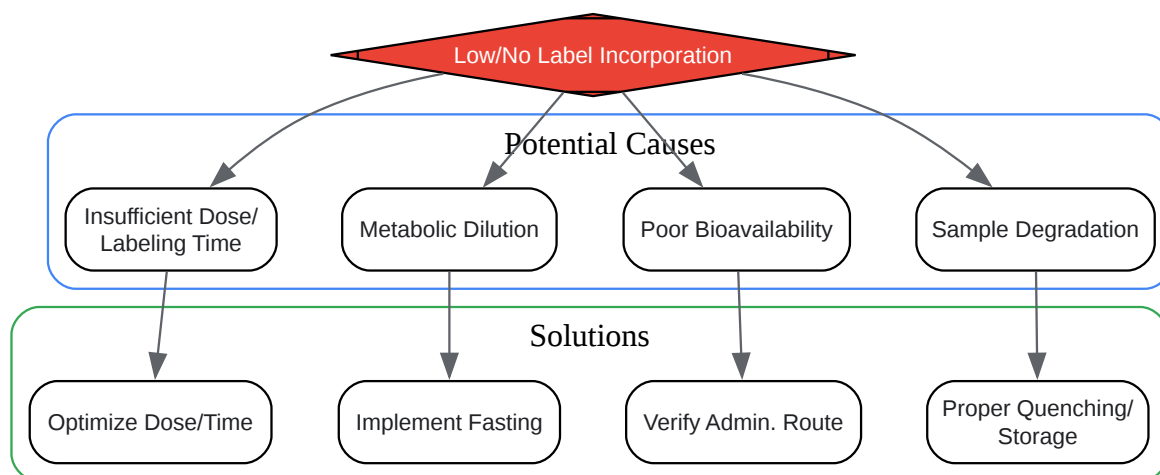 Low/No Label Incorporation
Potential Causes
Insufficient Dose/
Labeling Time
Metabolic Dilution
Poor Bioavailability
Sample Degradation
Solutions
Optimize Dose/Time
Implement Fasting
Verify Admin. Route
Proper Quenching/
Storage